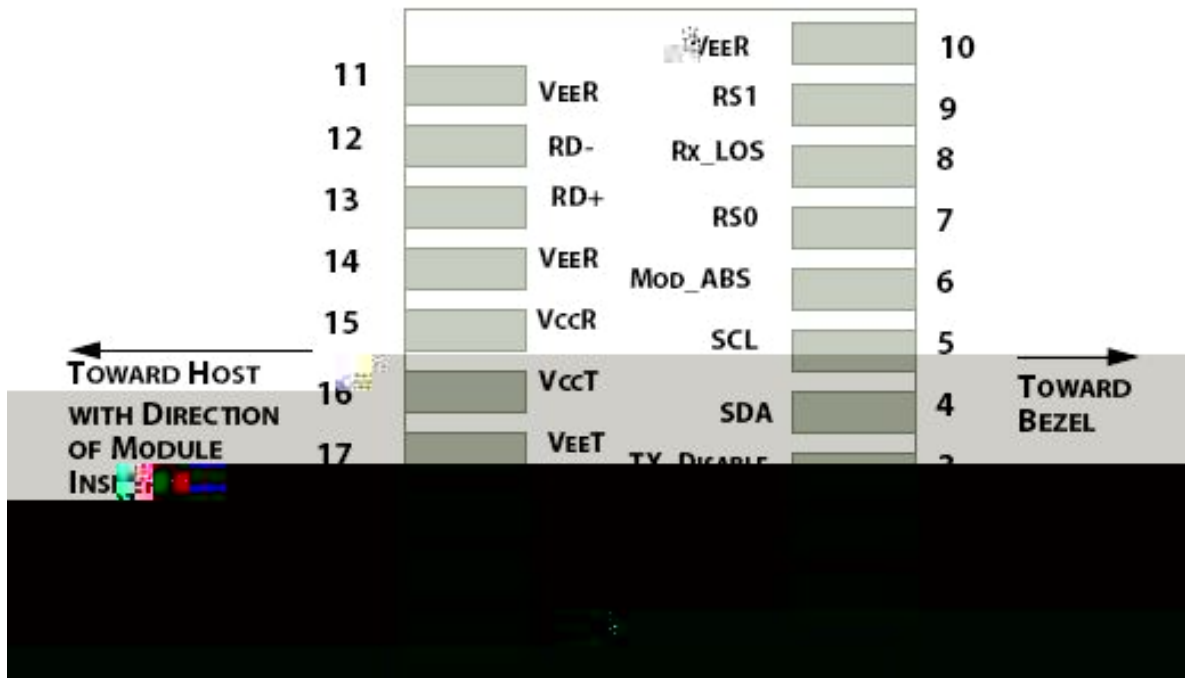 VEER 10
11 VEER RS1 9
12 RD- Rx_LOS 8
13 RD+ RS0 7
14 VEER MOD_ABS 6
15 VCCR SCL 5
TOWARD HOST
WITH DIRECTION
OF MODULE
16 VCCT SDA 4
TOWARD
BEZEL
17 VEET TX_DISABLE